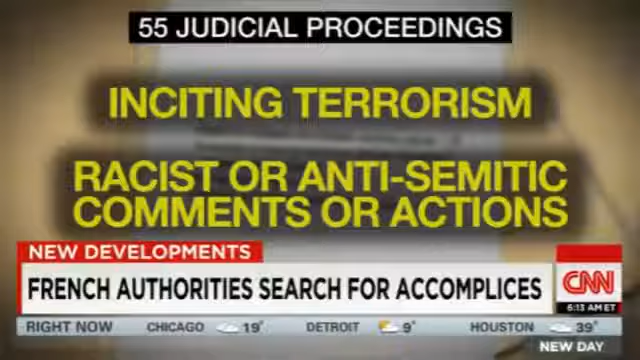 55 JUDICIAL PROCEEDINGS
INCITING TERRORISM
RACIST OR ANTI-SEMITIC
COMMENTS OR ACTIONS
NEW DEVELOPMENTS
FRENCH AUTHORITIES SEARCH FOR ACCOMPLICES
CNN
6:13 AM ET
RIGHT NOW CHICAGO 19° DETROIT 9° HOUSTON 39°
NEW DAY